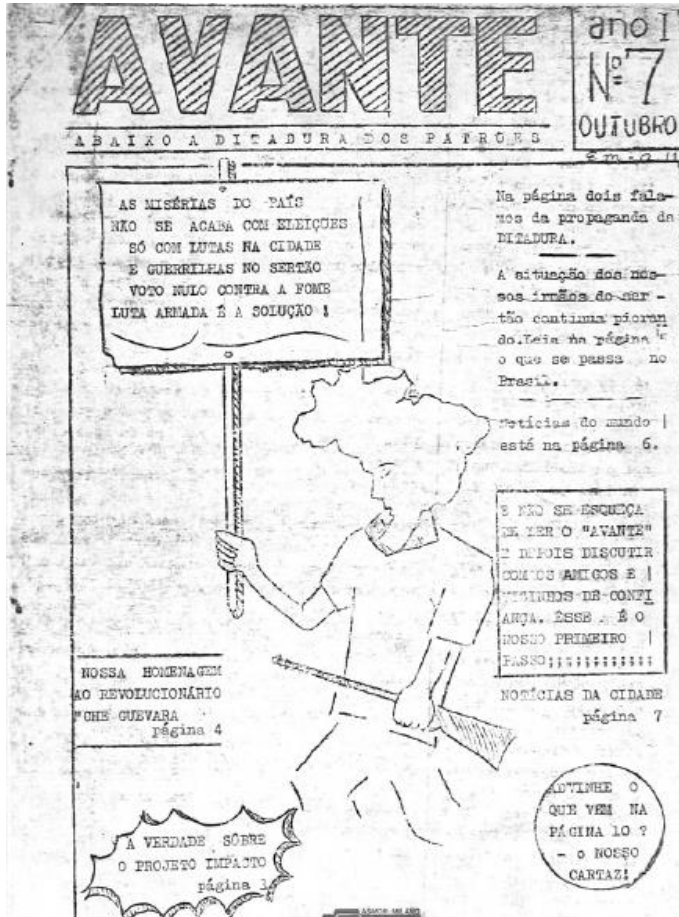 AVANTE
ano I
Nº 7
OUTUBRO
ABAIXO A DITADURA DOS PATRÕES
AS MISÉRIAS DO PAÍS
NÃO SE ACABA COM ELEIÇÕES
SÓ COM LUTAS NA CIDADE
E GUERRILHAS NO SERTÃO
VOTO NULO CONTRA A FOME
LUTA ARMADA É A SOLUÇÃO !
Na página dois fala-
mos da propaganda da
DITADURA.
A situação dos nos-
sos irmãos do ser -
tão continua pioran
do.Leia na página
o que se passa no
Brasil.
Notícias do mundo
está na página 6.
E NÃO SE ESQUEÇA
DE LER O "AVANTE"
E DEPOIS DISCUTIR
COM OS AMIGOS E
VISINHOS DE CONFI
ANÇA. ÊSSE . É O
NOSSO PRIMEIRO
PASSO;;;;;;;;;;;;
NOTÍCIAS DA CIDADE
página 7
NOSSA HOMENAGEM
AO REVOLUCIONÁRIO
"CHE GUEVARA
página 4
A VERDADE SÔBRE
O PROJETO IMPACTO
página 3
ADIVINHE O
QUE VEM NA
PÁGINA 10 ?
- O NOSSO
CARTAZ!